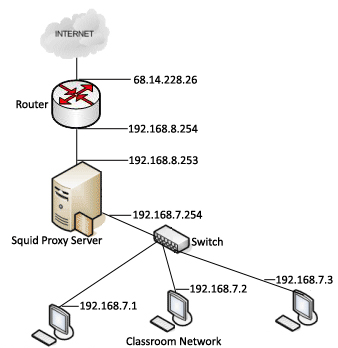 INTERNET
68.14.228.26
Router
192.168.8.254
192.168.8.253
192.168.7.254
Squid Proxy Server
Switch
192.168.7.1
192.168.7.2
192.168.7.3
Classroom Network